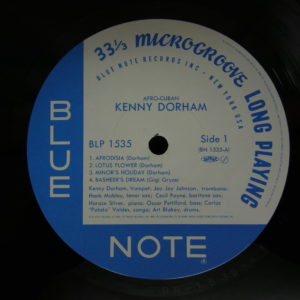 33 1/3 MICROGROOVE LONG PLAYING
BLUE NOTE RECORDS INC • NEW YORK USA
AFRO-CUBAN
KENNY DORHAM
BLP 1535
Side 1
(BN 1535-A)
1. AFRODISIA (Dorham)
2. LOTUS FLOWER (Dorham)
3. MINOR'S HOLIDAY (Dorham)
4. BASHEER'S DREAM (Gigi Gryce)
Kenny Dorham, trumpet; Jay Jay Johnson, trombone;
Hank Mobley, tenor sax; Cecil Payne, baritone sax;
Horace Silver, piano; Oscar Pettiford, bass; Carlos
"Potato" Valdes, conga; Art Blakey, drums.
BLUE
NOTE